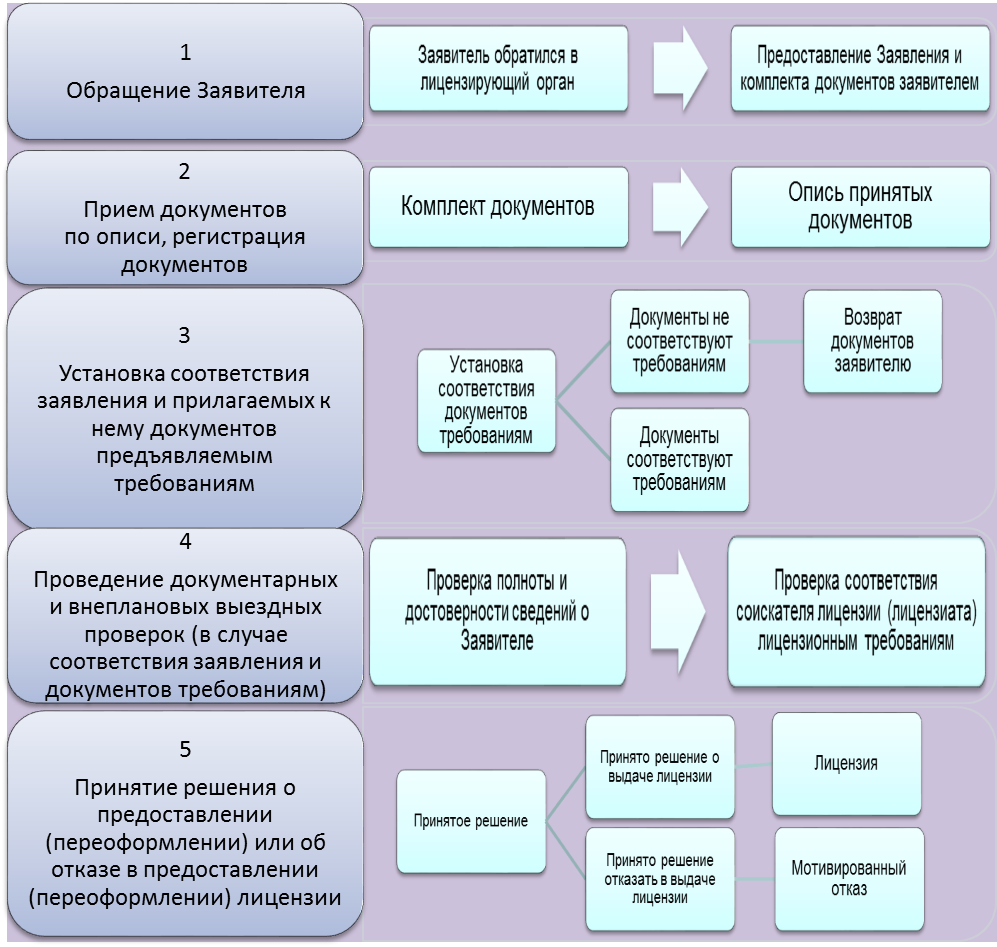 1
Обращение Заявителя
Заявитель обратился в
лицензирующий орган
Предоставление Заявления и
комплекта документов заявителем
2
Прием документов
по описи, регистрация
документов
Комплект документов
Опись принятых
документов
3
Установка соответствия
заявления и прилагаемых к
нему документов
предъявляемым
требованиям
Установка
соответствия
документов
требованиям
Документы не
соответствуют
требованиям
Возврат
документов
заявителю
Документы
соответствуют
требованиям
4
Проведение документарных
и внеплановых выездных
проверок (в случае
соответствия заявления и
документов требованиям)
Проверка полноты и
достоверности сведений о
Заявителе
Проверка соответствия
соискателя лицензии (лицензиата)
лицензионным требованиям
5
Принятие решения о
предоставлении
(переоформлении) или об
отказе в предоставлении
(переоформлении) лицензии
Принятое решение
Принято решение о
выдаче лицензии
Лицензия
Принято решение
отказать в выдаче
лицензии
Мотивированный
отказ